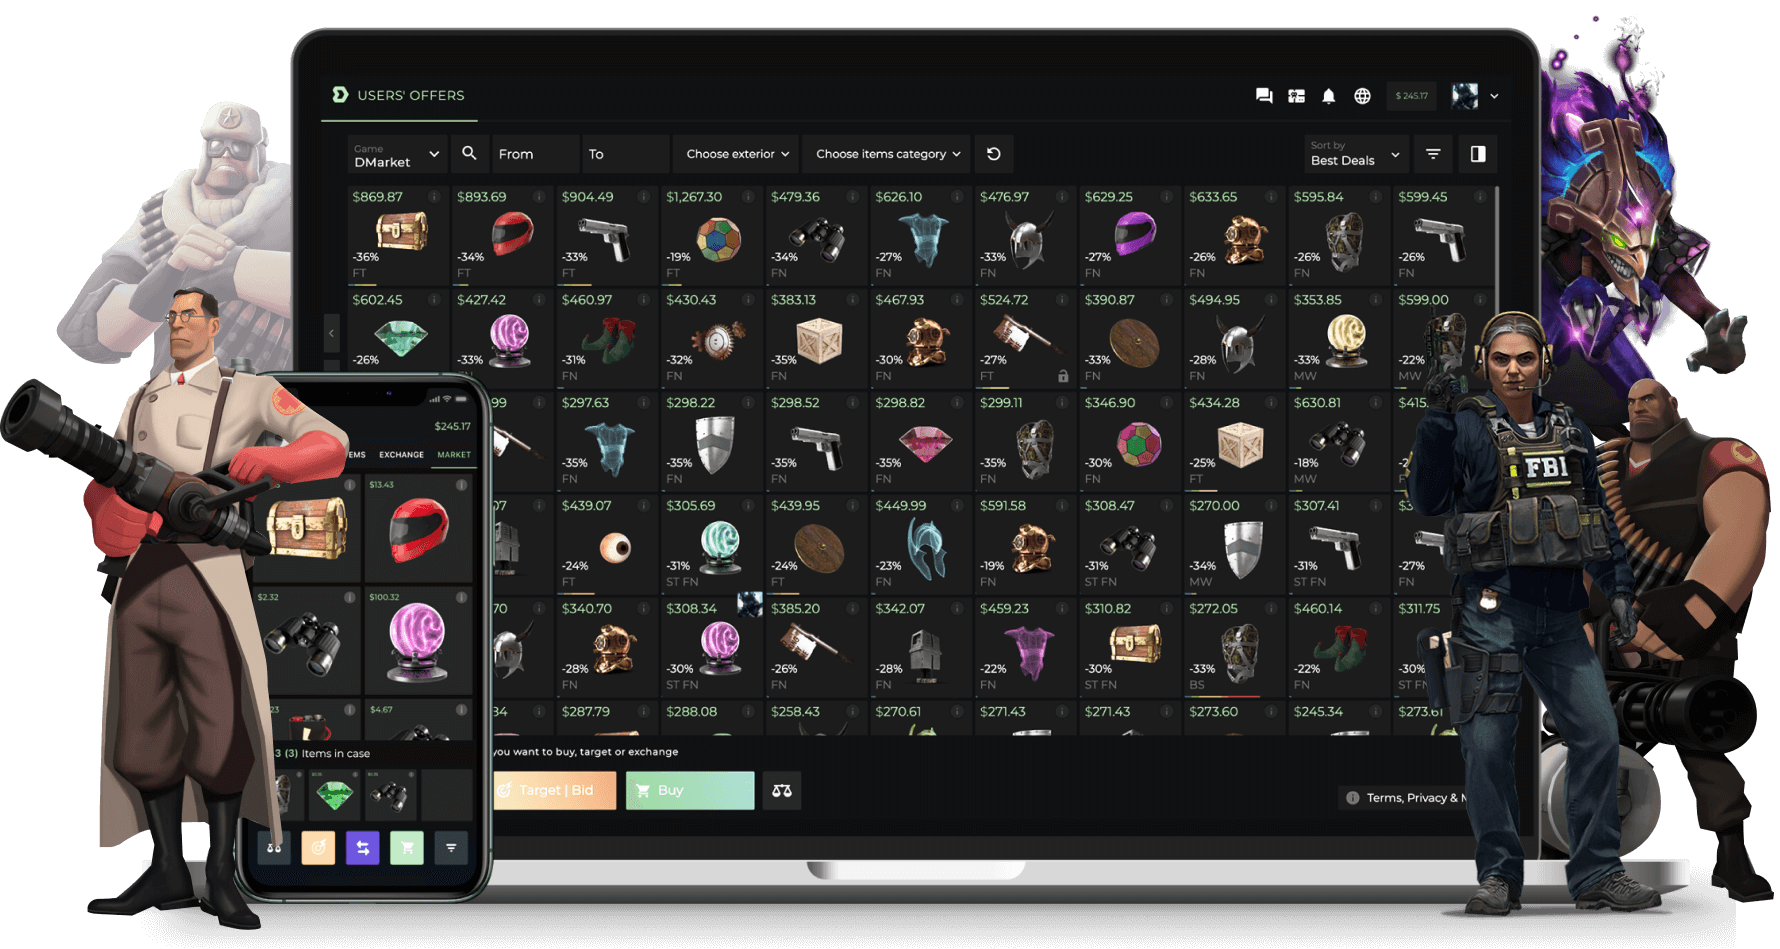 USERS' OFFERS
$ 245.17
Game
DMarket
From
To
Choose exterior
Choose items category
Sort by
Best Deals
$869.87 $893.69 $904.49 $1,267.30 $479.36 $626.10 $476.97 $629.25 $633.65 $595.84 $599.45
-36% -34% -33% -19% -34% -27% -33% -27% -26% -26% -26%
FT FT FT FT FN FN FN FN FN FN FN
$602.45 $427.42 $460.97 $430.43 $383.13 $467.93 $524.72 $390.87 $494.95 $353.85 $599.00
-26% -33% -31% -32% -35% -30% -27% -33% -28% -33% -22%
FN FN FN FN FT FN FN MW MW
$297.63 $298.22 $298.52 $298.82 $299.11 $346.90 $434.28 $630.81
-35% -35% -35% -35% -35% -30% -25% -18%
FN FN FN FN FN FN FT MW
$439.07 $305.69 $439.95 $449.99 $591.58 $308.47 $270.00 $307.41
-24% -31% -24% -23% -19% -31% -34% -31% -27%
FT ST FN FT FN FN ST FN MW ST FN FN
$340.70 $308.34 $385.20 $342.07 $459.23 $310.82 $272.05 $460.14 $311.75
-28% -30% -26% -28% -22% -30% -33% -22% -30%
FN ST FN FN FN FN ST FN BS FN ST FN
$287.79 $288.08 $258.43 $270.61 $271.43 $271.43 $273.60 $245.34 $273.61
you want to buy, target or exchange
Target | Bid
Buy
Terms, Privacy &
$245.17
EXCHANGE
MARKET
$13.43
$2.32 $100.32
$4.67
(3) Items in case
FBI